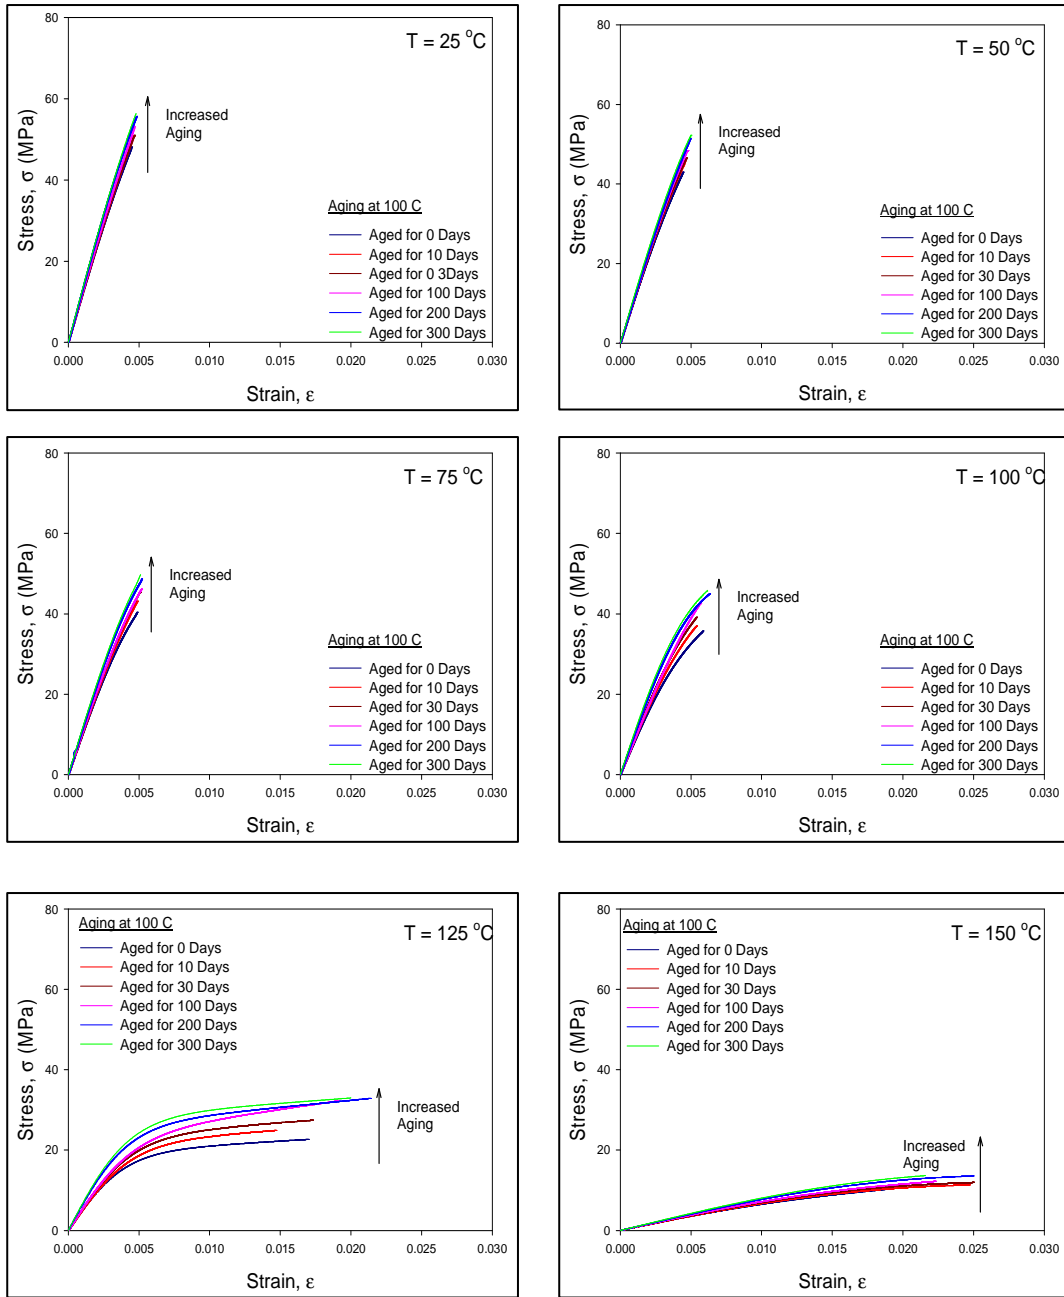 T = 25 °C
Stress, σ (MPa)
80
60
40
20
0
Increased
Aging
Aging at 100 C
Aged for 0 Days
Aged for 10 Days
Aged for 0 3Days
Aged for 100 Days
Aged for 200 Days
Aged for 300 Days
0.000 0.005 0.010 0.015 0.020 0.025 0.030
Strain, ε
T = 50 °C
Stress, σ (MPa)
80
60
40
20
0
Increased
Aging
Aging at 100 C
Aged for 0 Days
Aged for 10 Days
Aged for 30 Days
Aged for 100 Days
Aged for 200 Days
Aged for 300 Days
0.000 0.005 0.010 0.015 0.020 0.025 0.030
Strain, ε
T = 75 °C
Stress, σ (MPa)
80
60
40
20
0
Increased
Aging
Aging at 100 C
Aged for 0 Days
Aged for 10 Days
Aged for 30 Days
Aged for 100 Days
Aged for 200 Days
Aged for 300 Days
0.000 0.005 0.010 0.015 0.020 0.025 0.030
Strain, ε
T = 100 °C
Stress, σ (MPa)
80
60
40
20
0
Increased
Aging
Aging at 100 C
Aged for 0 Days
Aged for 10 Days
Aged for 30 Days
Aged for 100 Days
Aged for 200 Days
Aged for 300 Days
0.000 0.005 0.010 0.015 0.020 0.025 0.030
Strain, ε
T = 125 °C
Stress, σ (MPa)
80
60
40
20
0
Aging at 100 C
Aged for 0 Days
Aged for 10 Days
Aged for 30 Days
Aged for 100 Days
Aged for 200 Days
Aged for 300 Days
Increased
Aging
0.000 0.005 0.010 0.015 0.020 0.025 0.030
Strain, ε
T = 150 °C
Stress, σ (MPa)
80
60
40
20
0
Aging at 100 C
Aged for 0 Days
Aged for 10 Days
Aged for 30 Days
Aged for 100 Days
Aged for 200 Days
Aged for 300 Days
Increased
Aging
0.000 0.005 0.010 0.015 0.020 0.025 0.030
Strain, ε